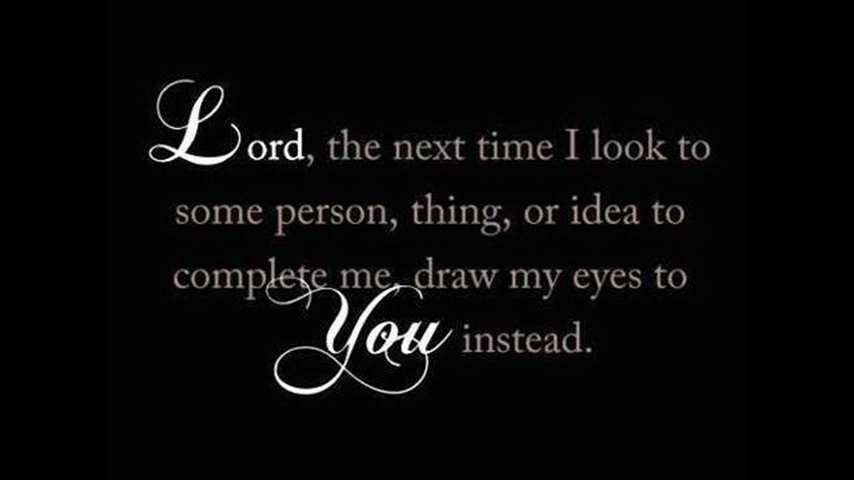 Lord, the next time I look to
some person, thing, or idea to
complete me, draw my eyes to
You instead.